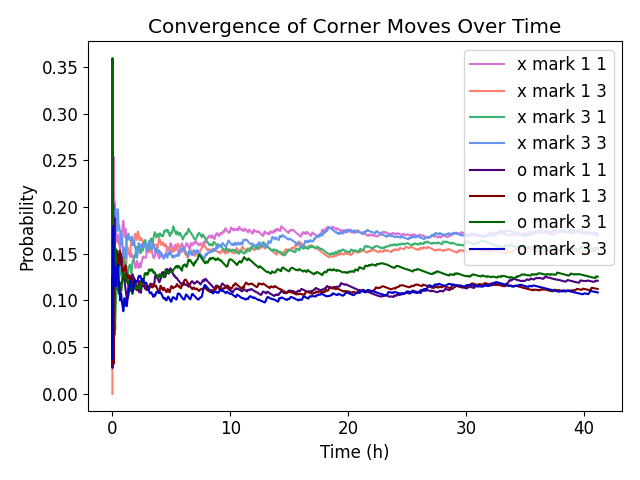 Convergence of Corner Moves Over Time
Probability
0.35
0.30
0.25
0.20
0.15
0.10
0.05
0.00
x mark 1 1
x mark 1 3
x mark 3 1
x mark 3 3
o mark 1 1
o mark 1 3
o mark 3 1
o mark 3 3
0
10
20
30
40
Time (h)